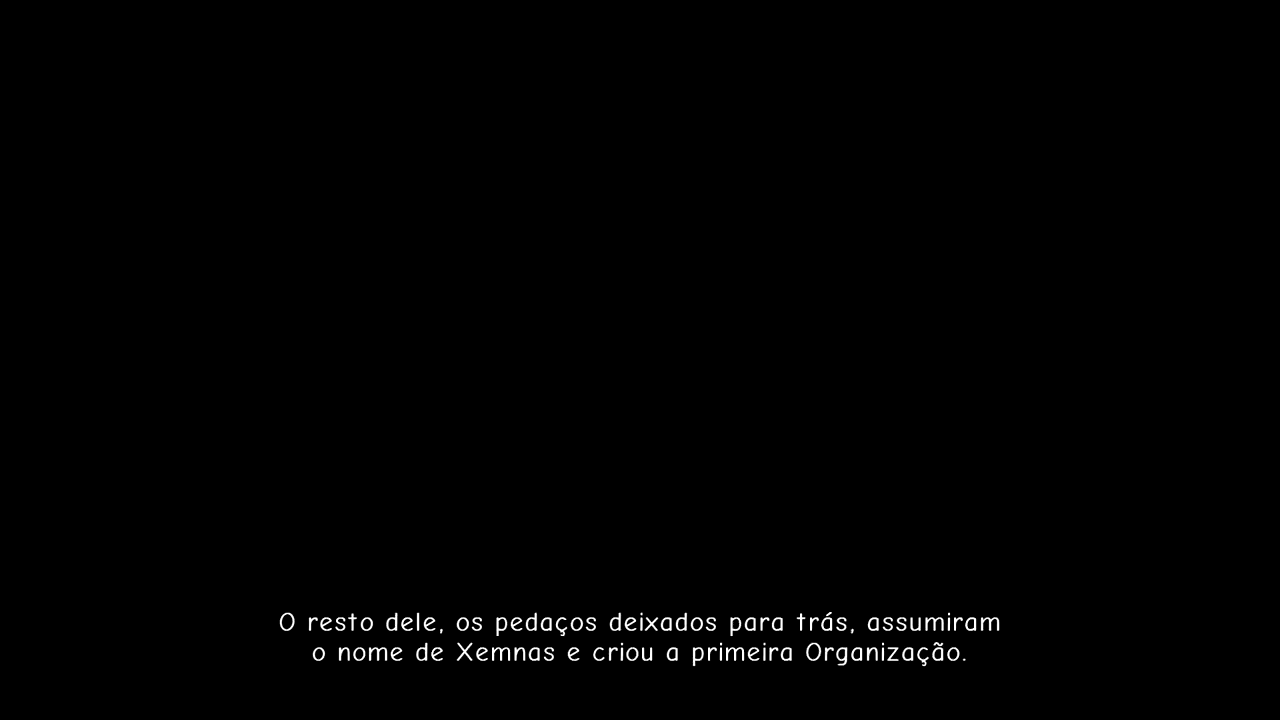 O resto dele, os pedaços deixados para trás, assumiram
o nome de Xemnas e criou a primeira Organização.